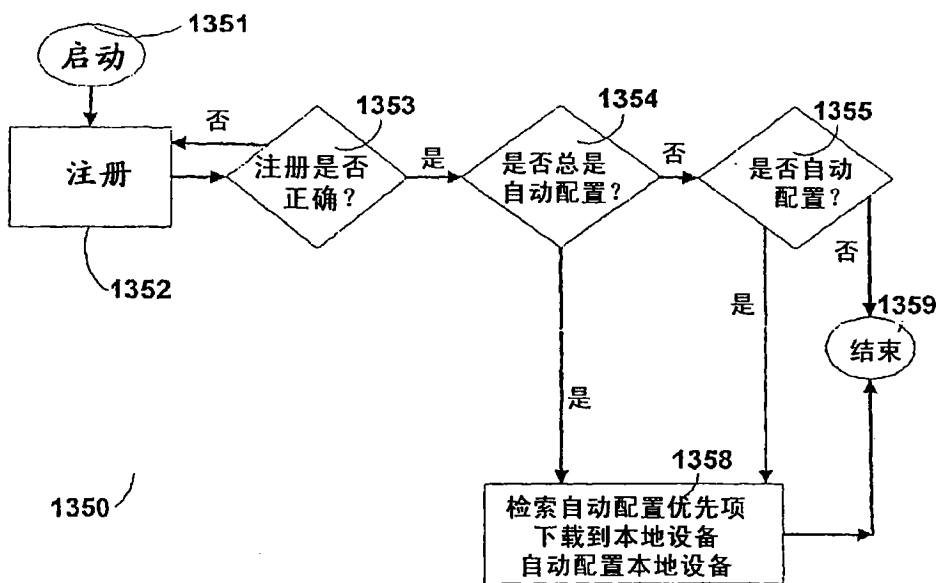 1351
启动
1353
1354
1355
否
注册
注册是否
正确？
是
是否总是
自动配置？
否
是否自动
配置？
1352
否
是
1359
结束
是
1358
1350
检索自动配置优先项
下载到本地设备
自动配置本地设备